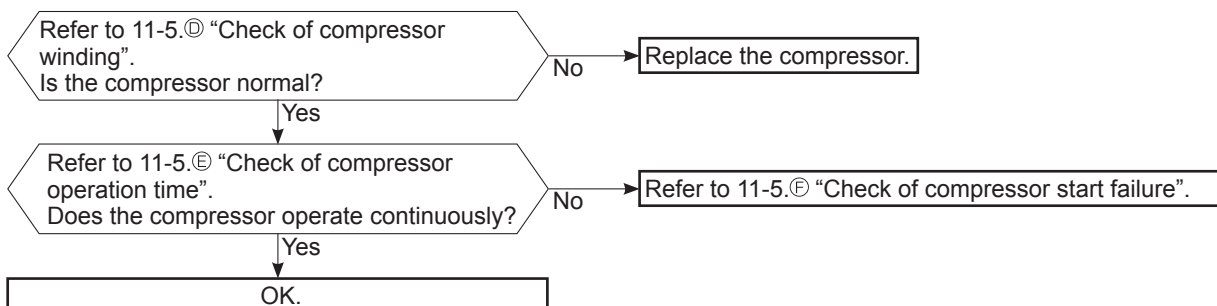 Refer to 11-5.Ⓓ “Check of compressor
winding”.
Is the compressor normal?
No
Replace the compressor.
Yes
Refer to 11-5.Ⓔ “Check of compressor
operation time”.
Does the compressor operate continuously?
No
Refer to 11-5.Ⓕ “Check of compressor start failure”.
Yes
OK.